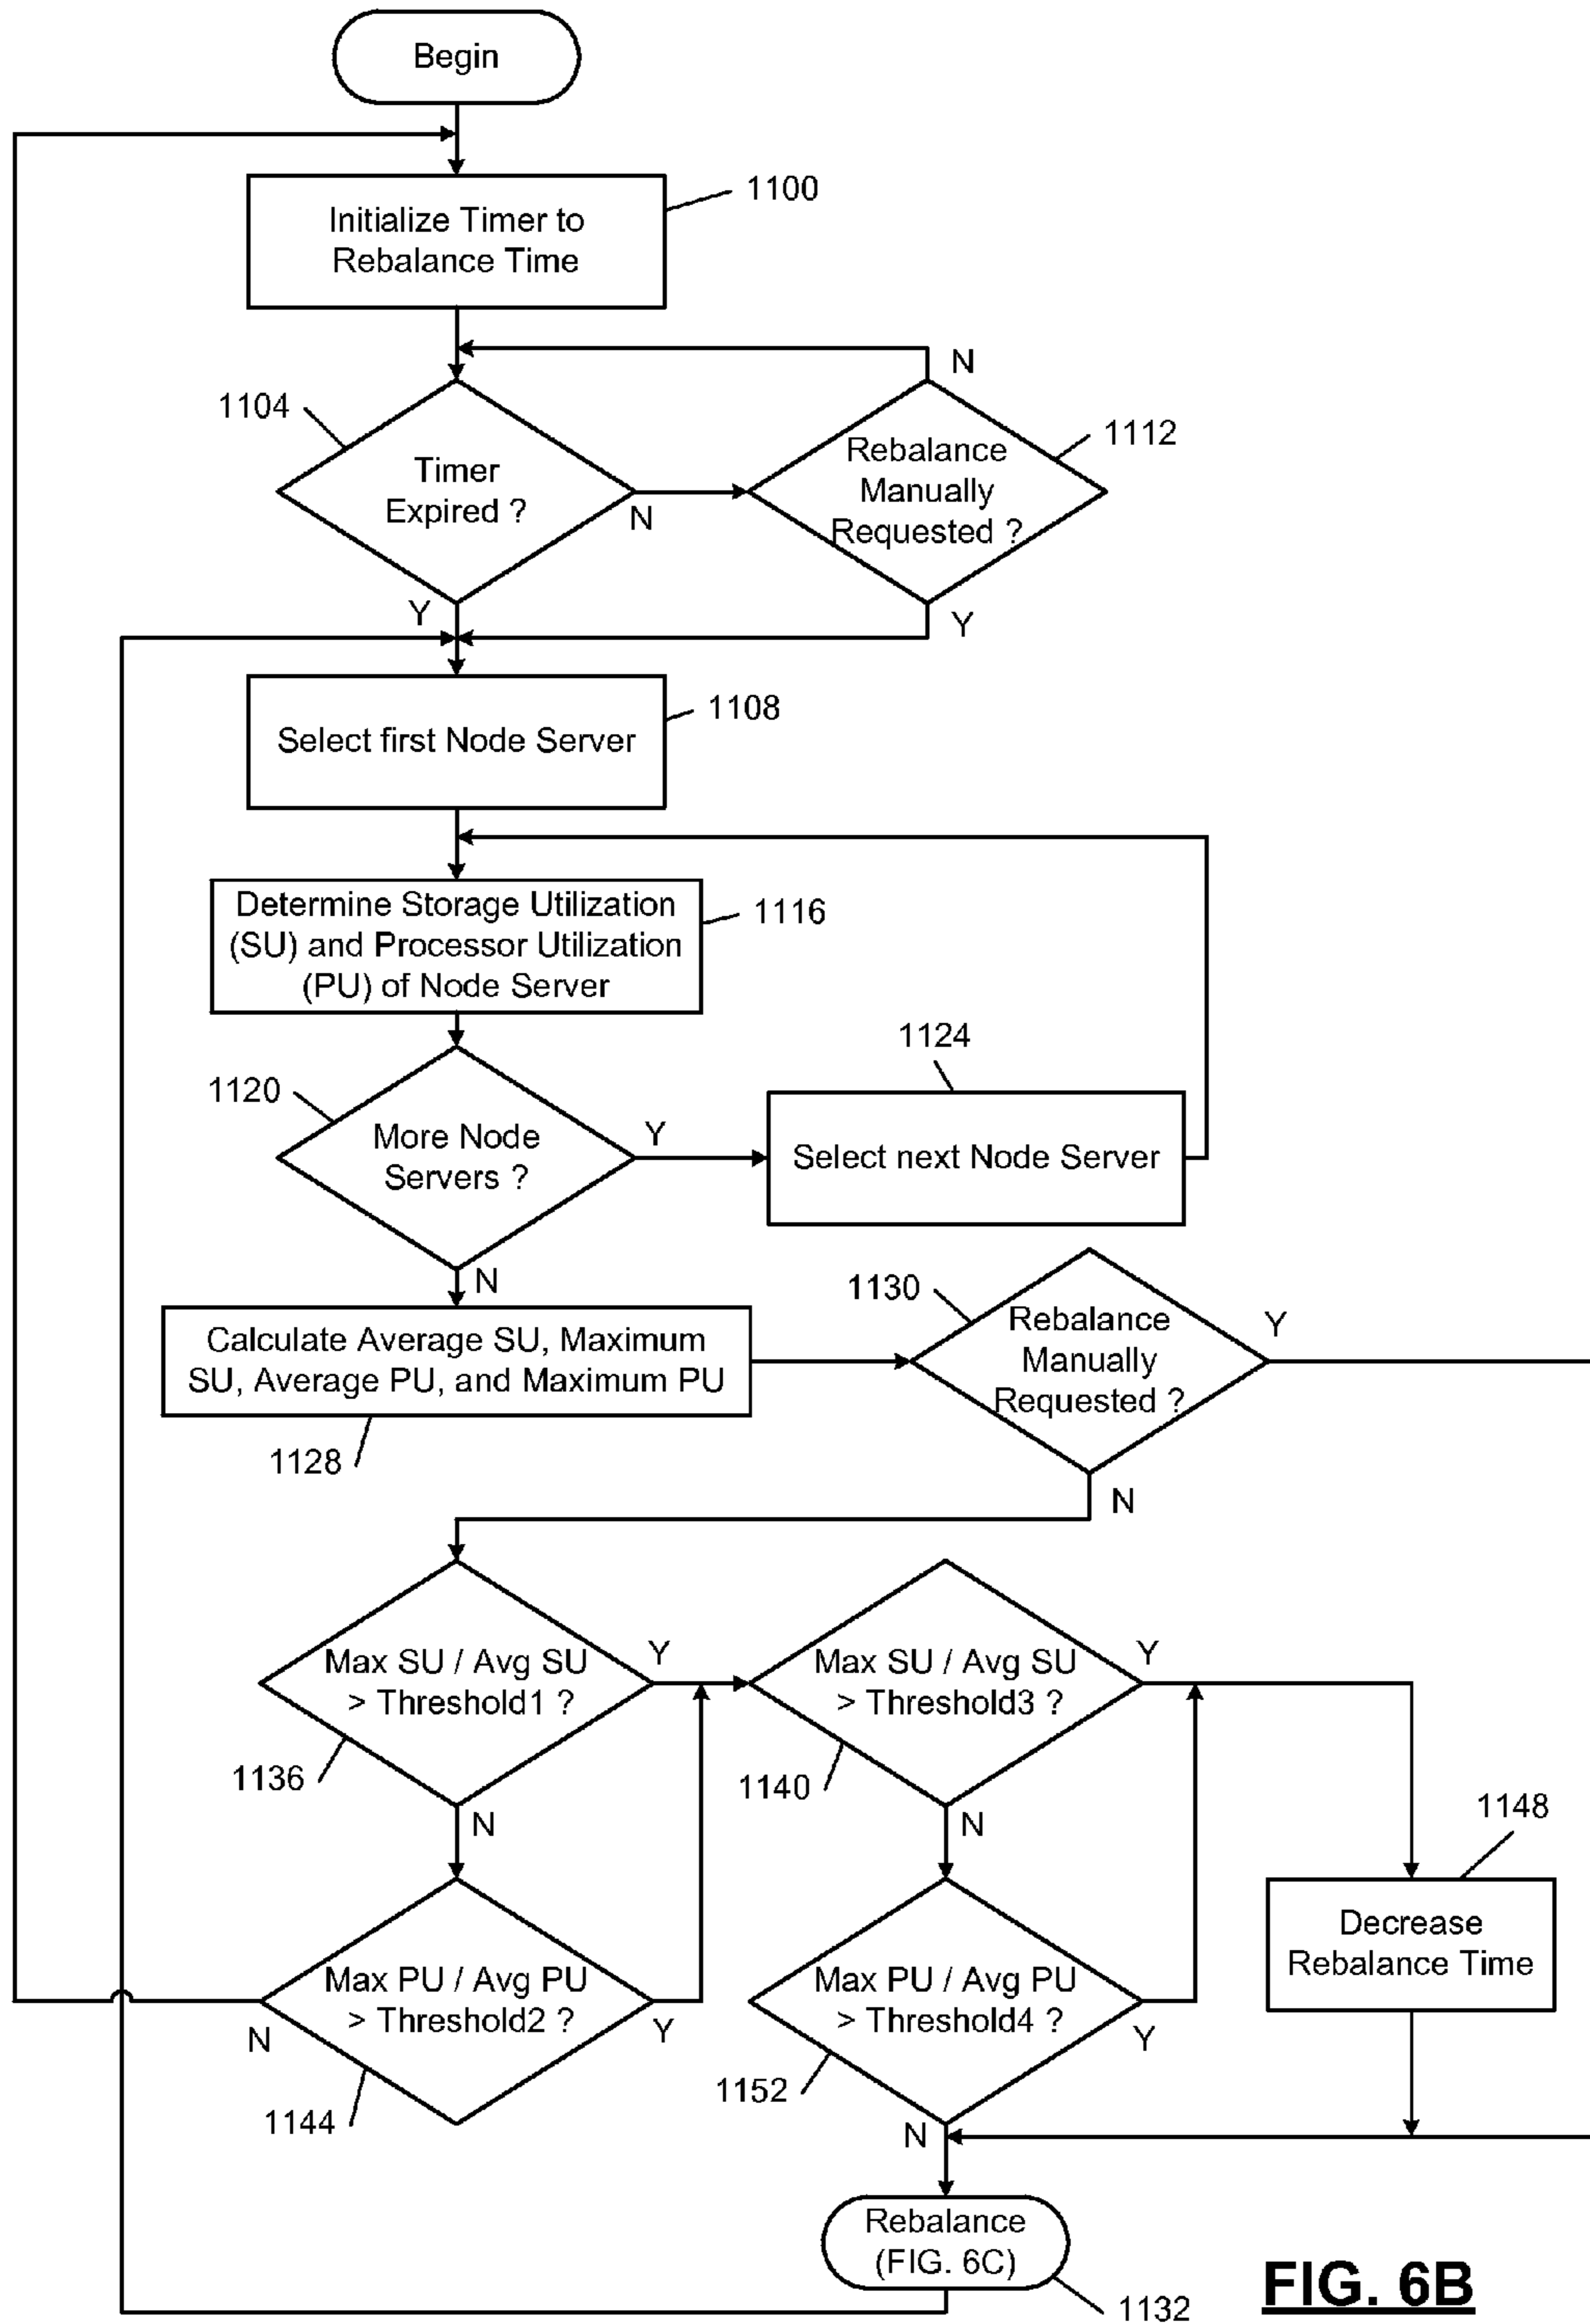 Begin
1100
Initialize Timer to
Rebalance Time
N
1104
1112
Timer
Expired ?
Rebalance
Manually
Requested ?
N
Y
Y
1108
Select first Node Server
Determine Storage Utilization
(SU) and Processor Utilization
(PU) of Node Server
1116
1124
1120
More Node
Servers ?
Y
Select next Node Server
N
1130
Calculate Average SU, Maximum
SU, Average PU, and Maximum PU
Rebalance
Manually
Requested ?
Y
1128
N
Max SU / Avg SU
> Threshold1 ?
Y
Max SU / Avg SU
> Threshold3 ?
Y
1136
1140
N
N
1148
Decrease
Rebalance Time
Max PU / Avg PU
> Threshold2 ?
Max PU / Avg PU
> Threshold4 ?
N
Y
Y
1144
1152
N
Rebalance
(FIG. 6C)
1132
FIG. 6B